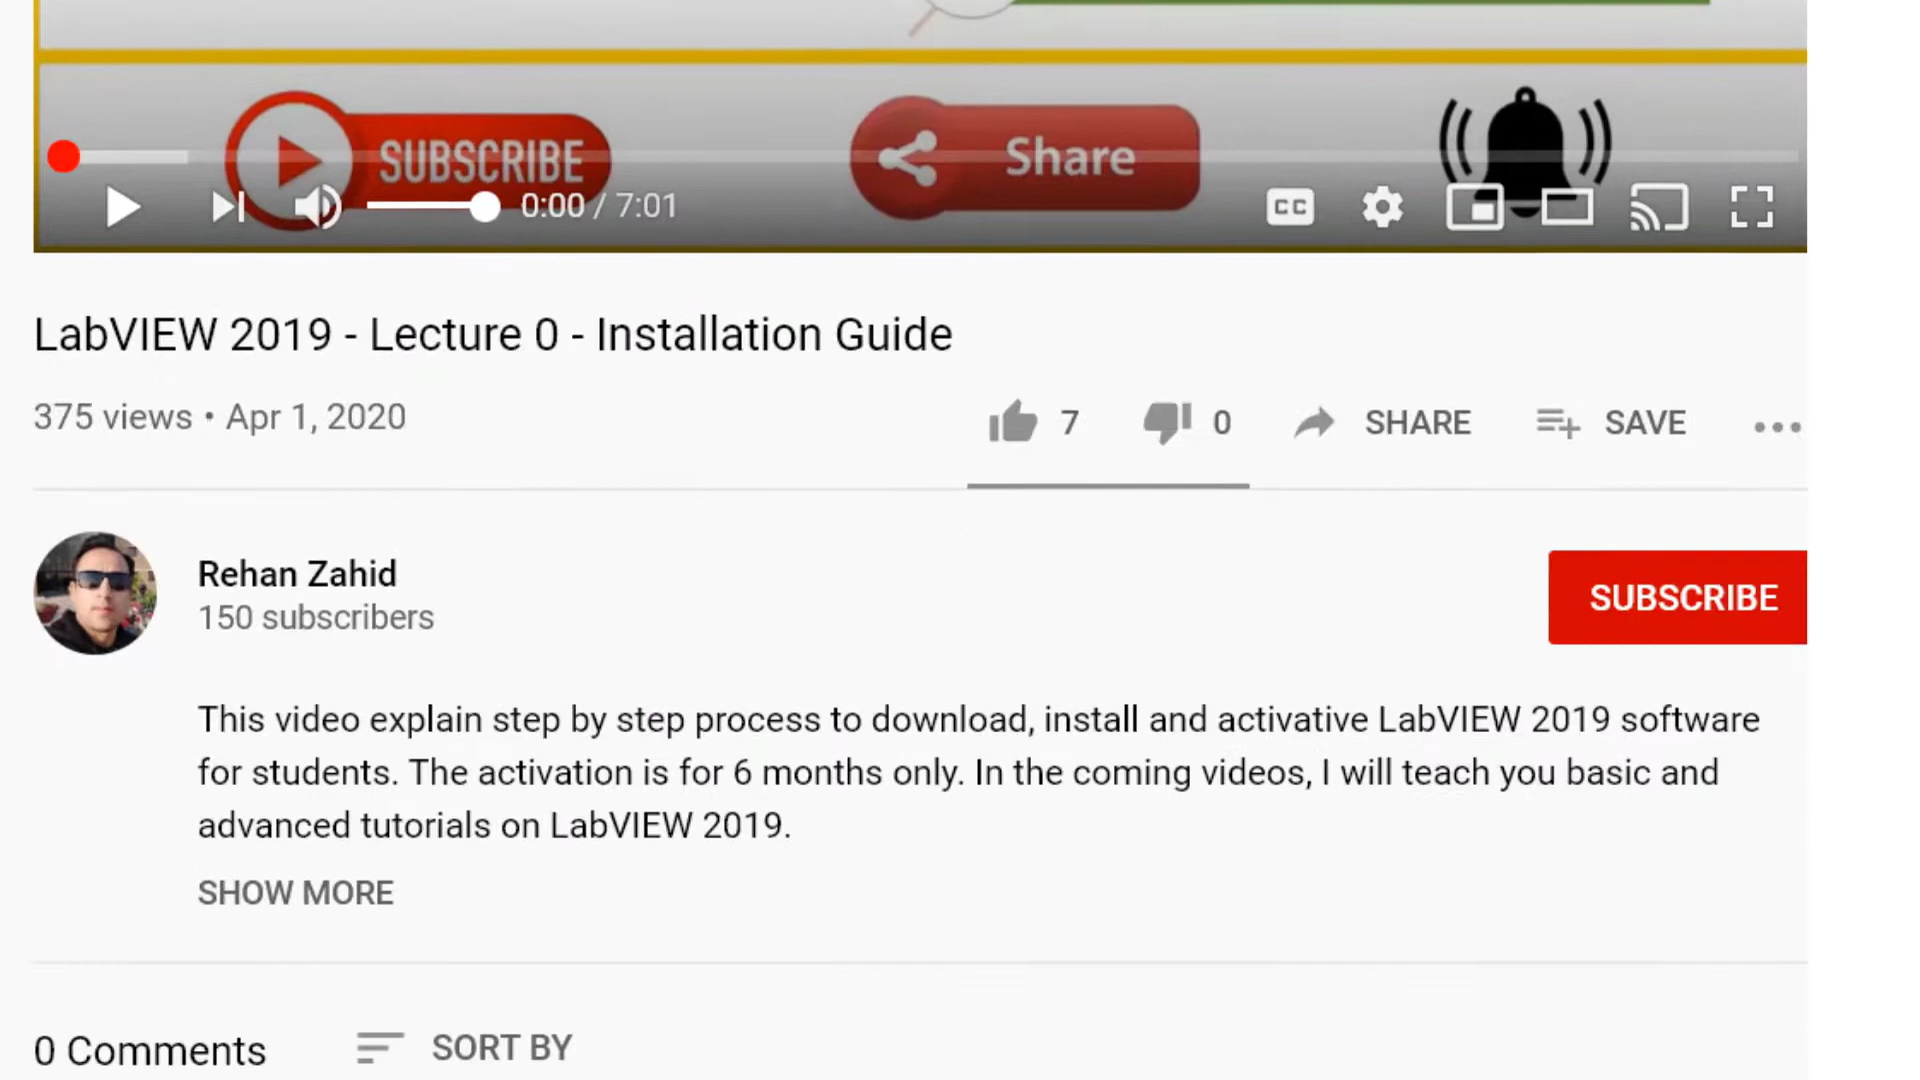 SUBSCRIBE
Share
0:00 / 7:01
CC
LabVIEW 2019 - Lecture 0 - Installation Guide
375 views • Apr 1, 2020
7 0 SHARE SAVE
Rehan Zahid
150 subscribers
SUBSCRIBE
This video explain step by step process to download, install and activative LabVIEW 2019 software
for students. The activation is for 6 months only. In the coming videos, I will teach you basic and
advanced tutorials on LabVIEW 2019.
SHOW MORE
0 Comments SORT BY